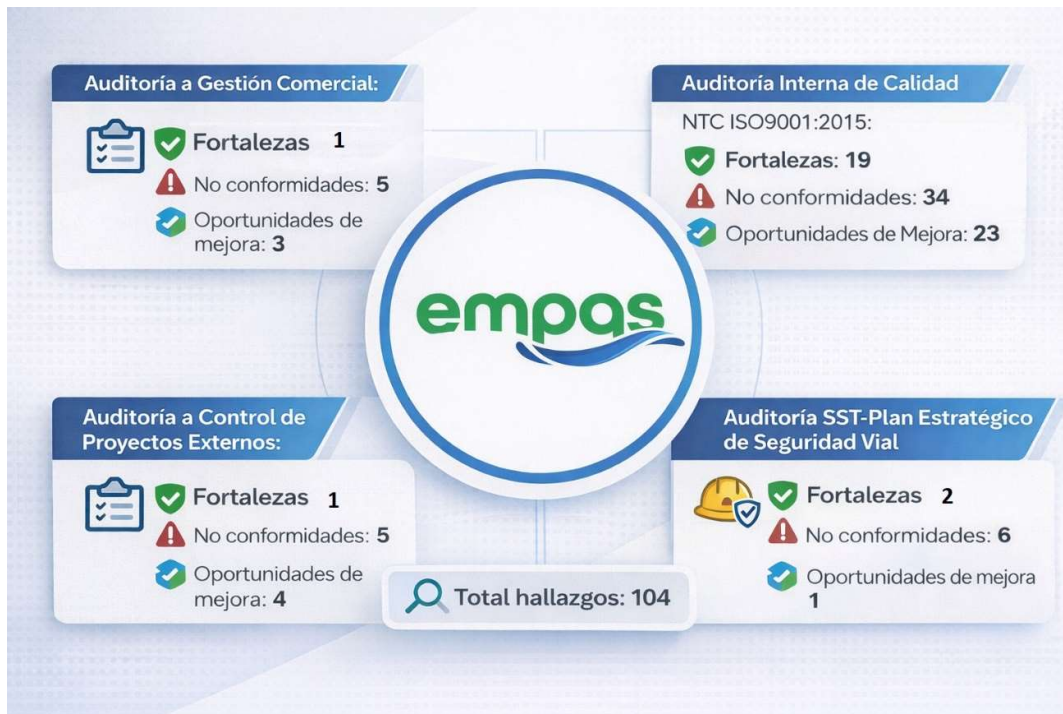 Auditoría a Gestión Comercial:
Fortalezas 1
No conformidades: 5
Oportunidades de
mejora: 3
Auditoría Interna de Calidad
NTC ISO9001:2015:
Fortalezas: 19
No conformidades: 34
Oportunidades de Mejora: 23
empas
Auditoría a Control de
Proyectos Externos:
Fortalezas 1
No conformidades: 5
Oportunidades de
mejora: 4
Auditoría SST-Plan Estratégico
de Seguridad Vial
Fortalezas 2
No conformidades: 6
Oportunidades de mejora
1
Total hallazgos: 104